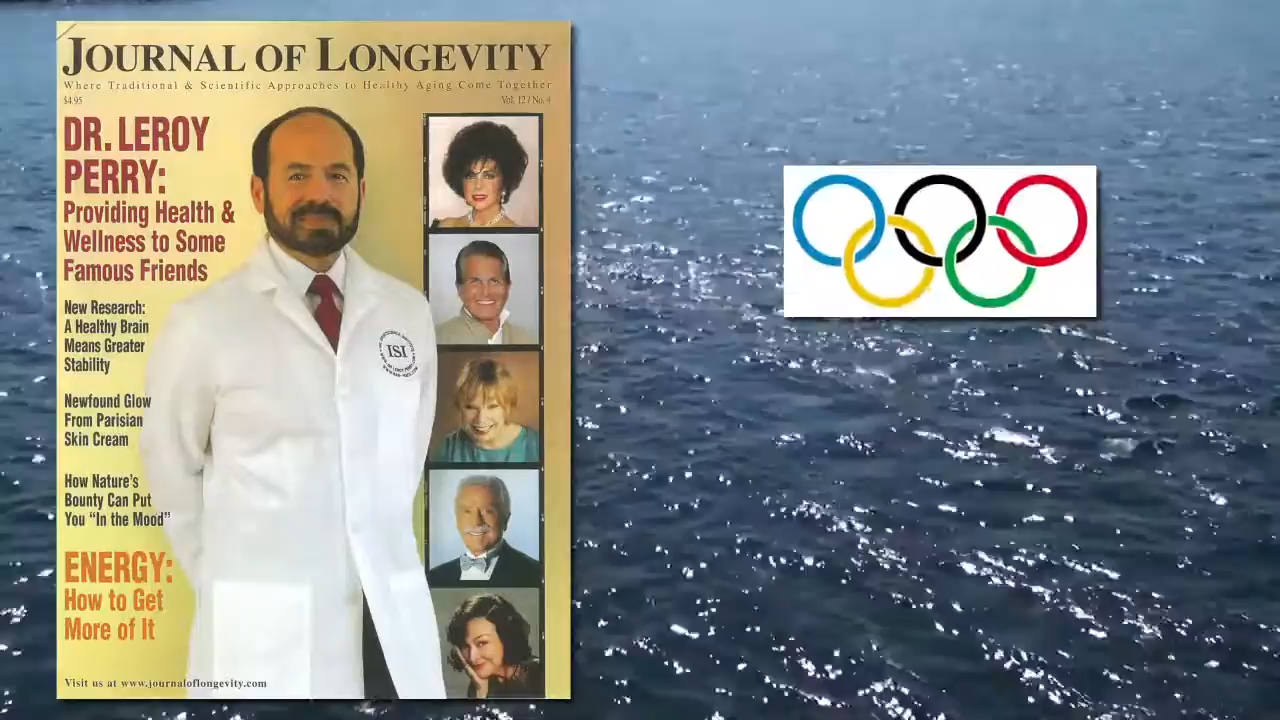 JOURNAL OF LONGEVITY
Where Traditional & Scientific Approaches to Healthy Aging Come Together
$4.95
Vol. 12 / No. 4
DR. LEROY
PERRY:
Providing Health &
Wellness to Some
Famous Friends
New Research:
A Healthy Brain
Means Greater
Stability
Newfound Glow
From Parisian
Skin Cream
How Nature's
Bounty Can Put
You “In the Mood”
ENERGY:
How to Get
More of It
Visit us at www.journaloflongevity.com
ISI